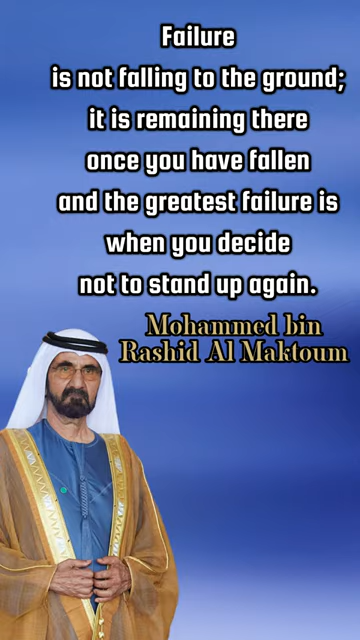 Failure
is not falling to the ground;
it is remaining there
once you have fallen
and the greatest failure is
when you decide
not to stand up again.
Mohammed bin
Rashid Al Maktoum